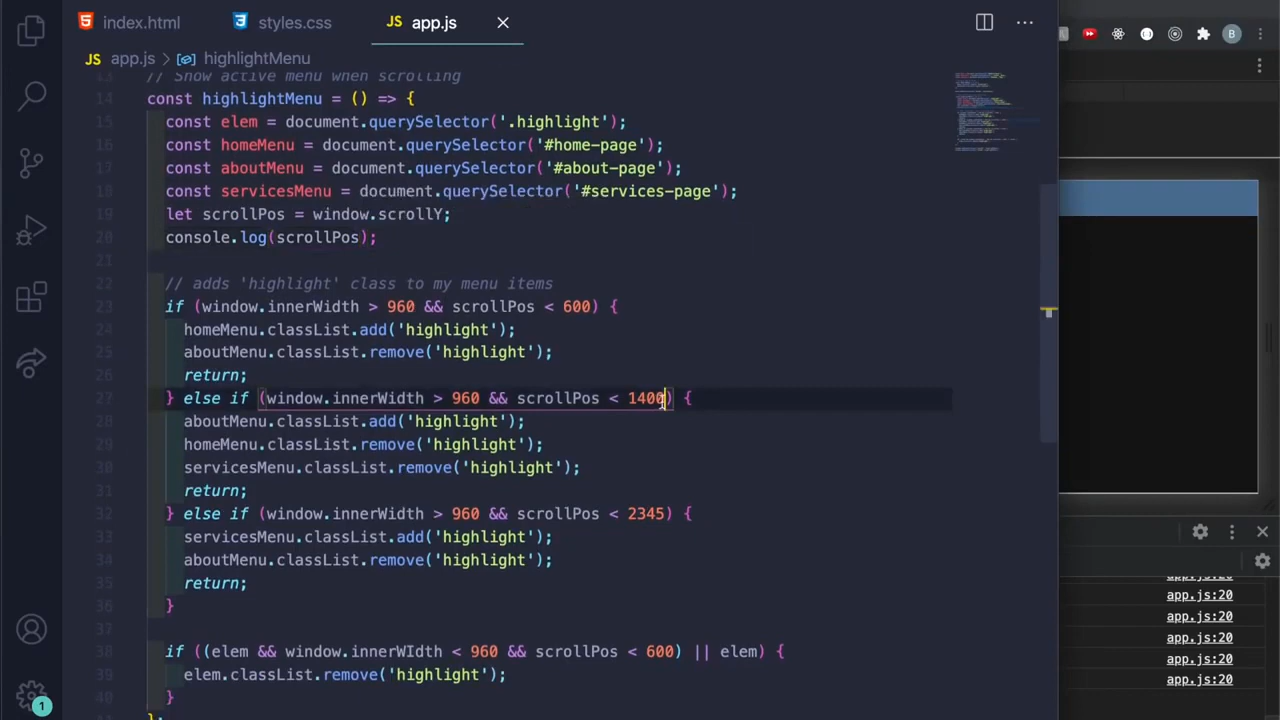 index.html
styles.css
JS app.js
JS app.js > highlightMenu
B
13 // Show active menu when scrolling
14 const highlightMenu = () => {
15 const elem = document.querySelector('.highlight');
16 const homeMenu = document.querySelector('#home-page');
17 const aboutMenu = document.querySelector('#about-page');
18 const servicesMenu = document.querySelector('#services-page');
19 let scrollPos = window.scrollY;
20 console.log(scrollPos);
21
22 // adds 'highlight' class to my menu items
23 if (window.innerWidth > 960 && scrollPos < 600) {
24 homeMenu.classList.add('highlight');
25 aboutMenu.classList.remove('highlight');
26 return;
27 } else if (window.innerWidth > 960 && scrollPos < 1400) {
28 aboutMenu.classList.add('highlight');
29 homeMenu.classList.remove('highlight');
30 servicesMenu.classList.remove('highlight');
31 return;
32 } else if (window.innerWidth > 960 && scrollPos < 2345) {
33 servicesMenu.classList.add('highlight');
34 aboutMenu.classList.remove('highlight');
35 return;
36 }
37
38 if ((elem && window.innerWIdth < 960 && scrollPos < 600) || elem) {
39 elem.classList.remove('highlight');
40 }
};
1
app.js:20
app.js:20
app.js:20
app.js:20
app.js:20
app.js:20